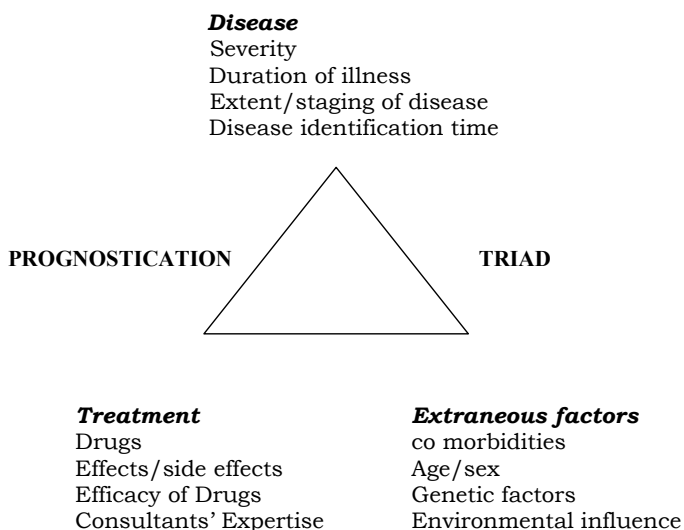 Disease
Severity
Duration of illness
Extent/staging of disease
Disease identification time
PROGNOSTICATION
TRIAD
Treatment
Drugs
Effects/side effects
Efficacy of Drugs
Consultants' Expertise
Extraneous factors
co morbidities
Age/sex
Genetic factors
Environmental influence